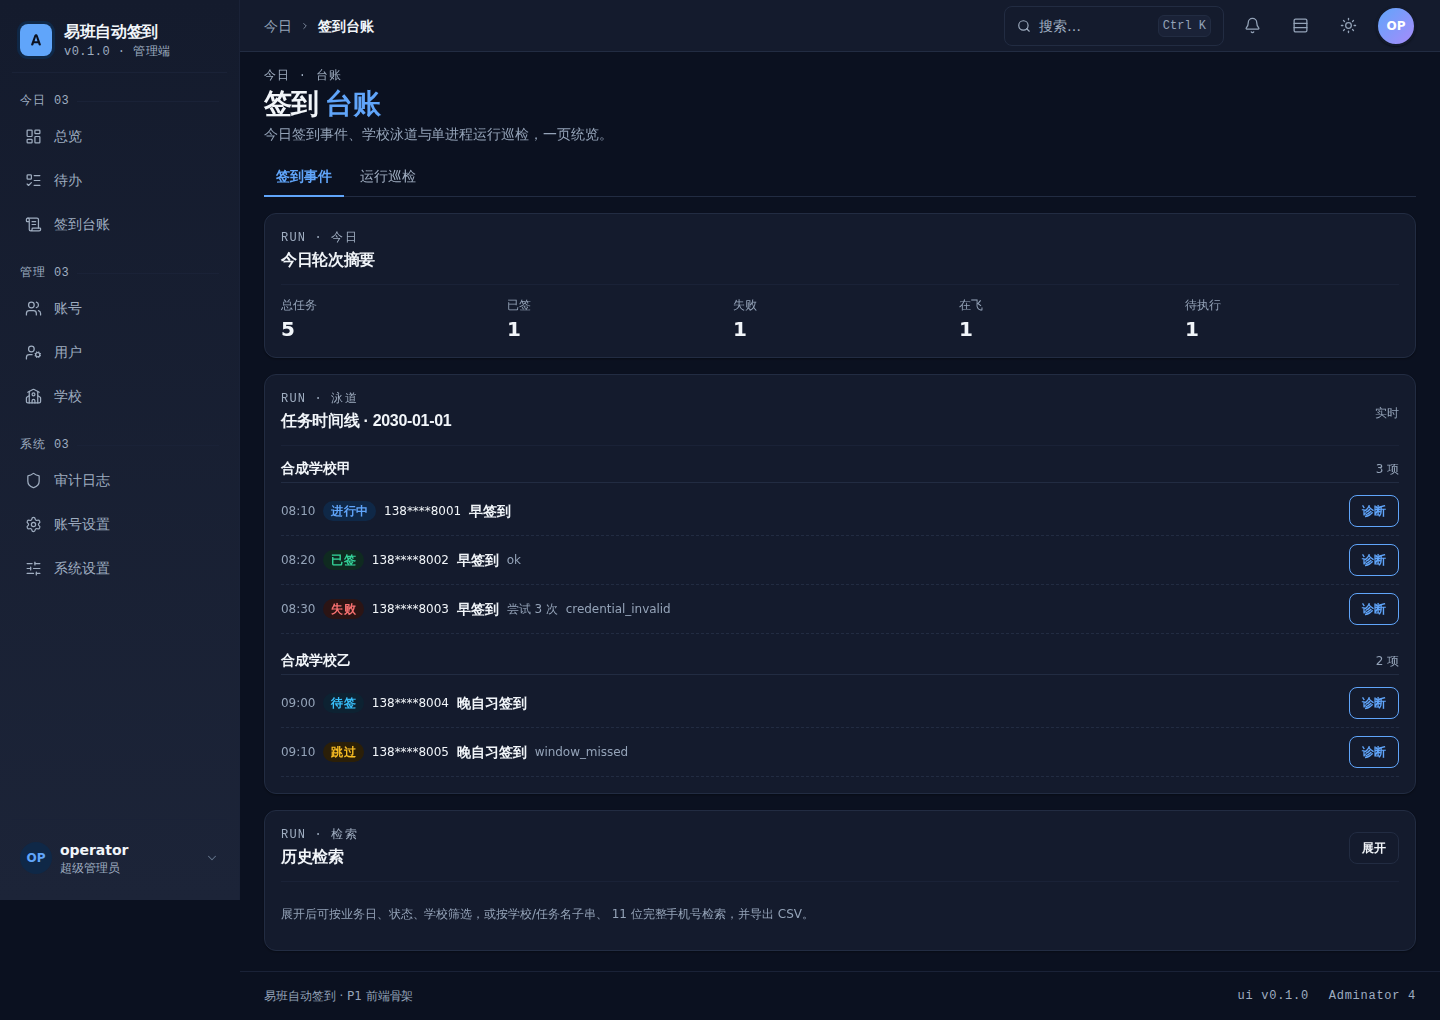 A
易班自动签到
v0.1.0 · 管理端
今日 03
总览
待办
签到台账
管理 03
账号
用户
学校
系统 03
审计日志
账号设置
系统设置
OP
operator
超级管理员
今日 › 签到台账
搜索... Ctrl K
OP
今日 · 台账
签到 台账
今日签到事件、学校泳道与单进程运行巡检，一页统览。
签到事件 运行巡检
RUN · 今日
今日轮次摘要
总任务 已签 失败 在飞 待执行
5 1 1 1 1
RUN · 泳道
任务时间线 · 2030-01-01
实时
合成学校甲 3 项
08:10 进行中 138****8001 早签到 诊断
08:20 已签 138****8002 早签到 ok 诊断
08:30 失败 138****8003 早签到 尝试 3 次 credential_invalid 诊断
合成学校乙 2 项
09:00 待签 138****8004 晚自习签到 诊断
09:10 跳过 138****8005 晚自习签到 window_missed 诊断
RUN · 检索
历史检索
展开
展开后可按业务日、状态、学校筛选，或按学校/任务名子串、 11 位完整手机号检索，并导出 CSV。
易班自动签到 · P1 前端骨架
ui v0.1.0 Adminator 4